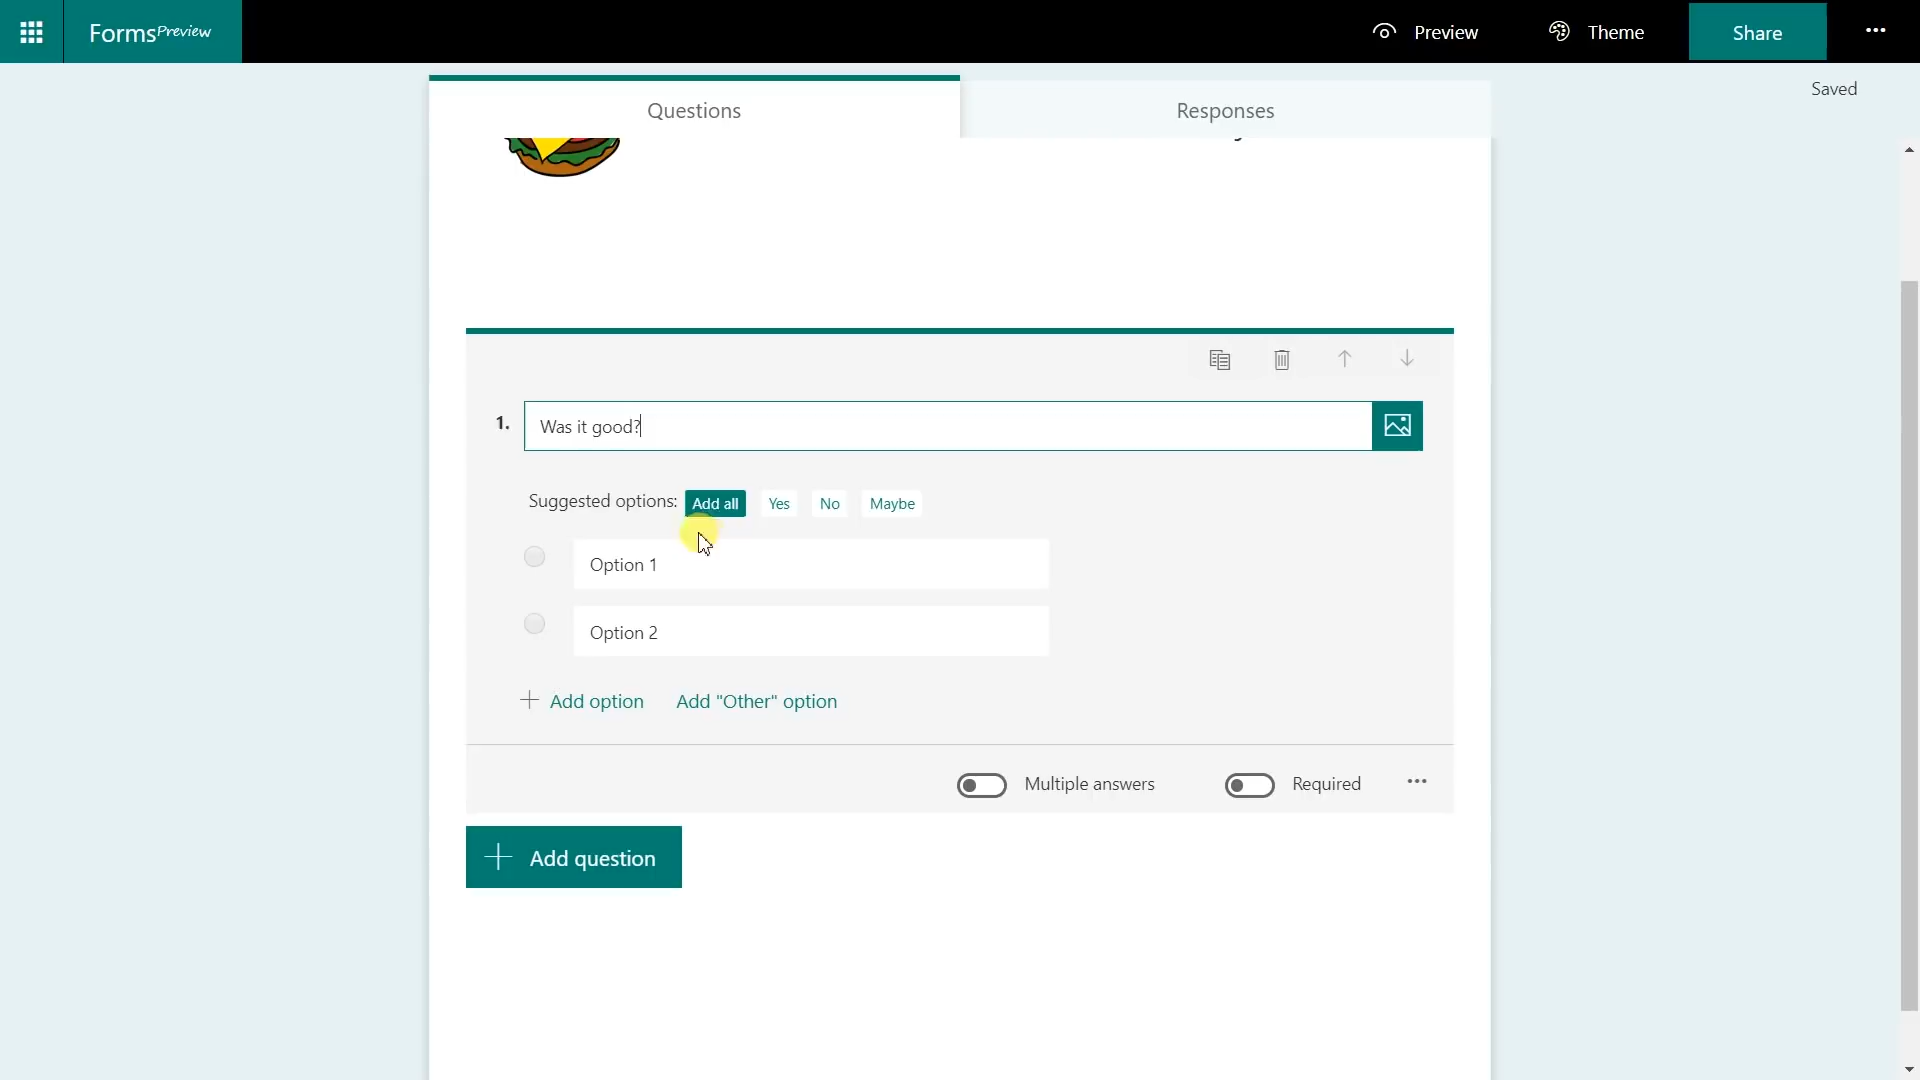 Forms Preview
Preview
Theme
Share
Saved
Questions
Responses
1.
Was it good?
Suggested options:
Add all
Yes
No
Maybe
Option 1
Option 2
Add option
Add "Other" option
Multiple answers
Required
Add question